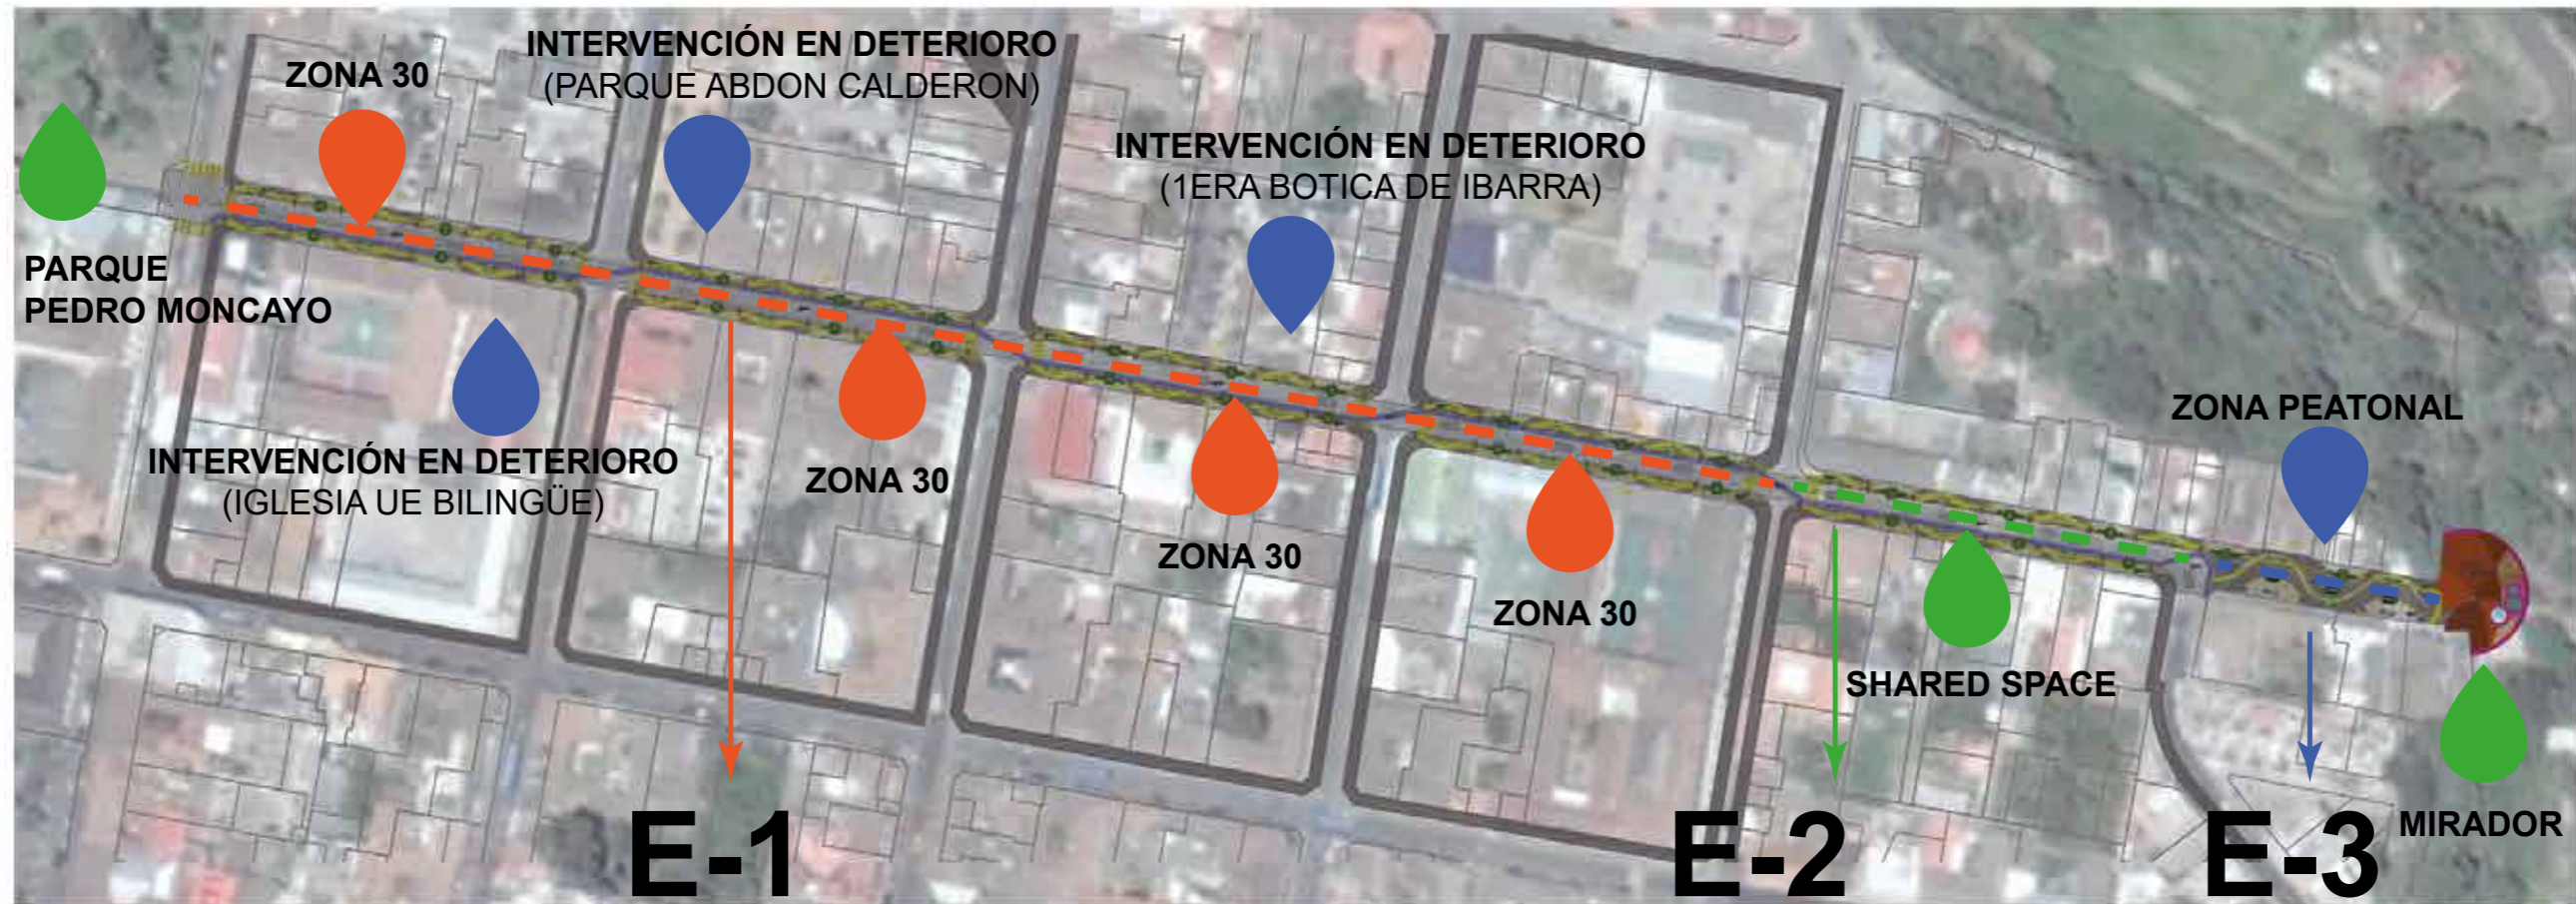 INTERVENCIÓN EN DETERIORO
(PARQUE ABDON CALDERON)
ZONA 30
INTERVENCIÓN EN DETERIORO
(1ERA BOTICA DE IBARRA)
PARQUE
PEDRO MONCAYO
ZONA PEATONAL
INTERVENCIÓN EN DETERIORO
(IGLESIA UE BILINGÜE)
ZONA 30
ZONA 30
ZONA 30
SHARED SPACE
MIRADOR
E-1
E-2
E-3